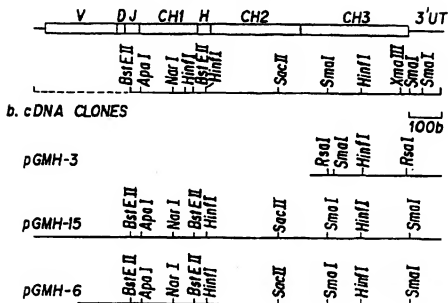 V D J CH1 H CH2 CH3 3'UT
BstEII ApaI NarI HinfI BstEII HinfI SacII SmaI HinfI XmaIII SmaI SmaI
100b
b. cDNA CLONES
pGMH-3 RsaI SmaI HinfI RsaI
pGMH-15 BstEII ApaI NarI BstEII HinfI SacII SmaI HinfI SmaI
pGMH-6 BstEII ApaI NarI BstEII HinfI SacII SmaI HinfI SmaI